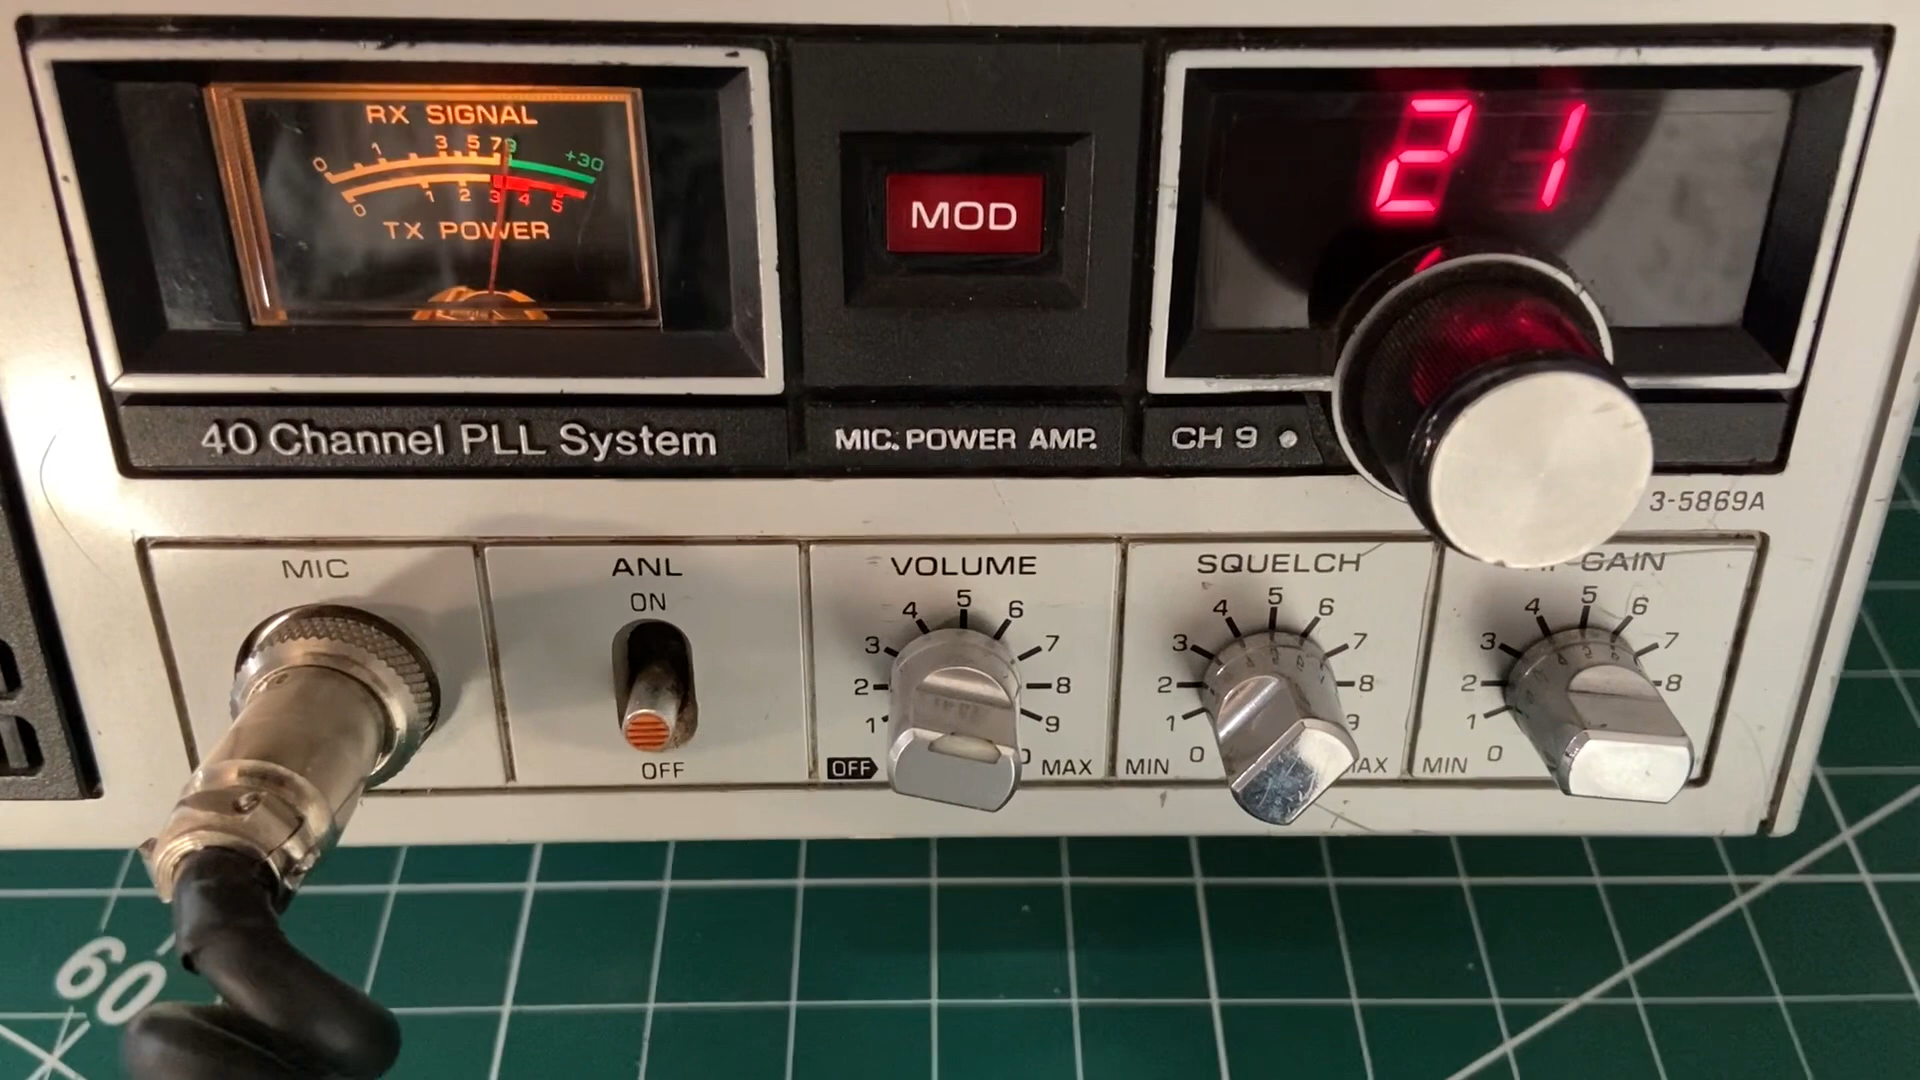 RX SIGNAL
0 1 3 5 7 9 +30
0 1 2 3 4 5
TX POWER
MOD
21
40 Channel PLL System
MIC. POWER AMP.
CH 9
3-5869A
MIC
ANL
ON
OFF
VOLUME
1 2 3 4 5 6 7 8 9
OFF MAX
SQUELCH
0 1 2 3 4 5 6 7 8 9
MIN
GAIN
0 1 2 3 4 5 6 7 8
MIN
60